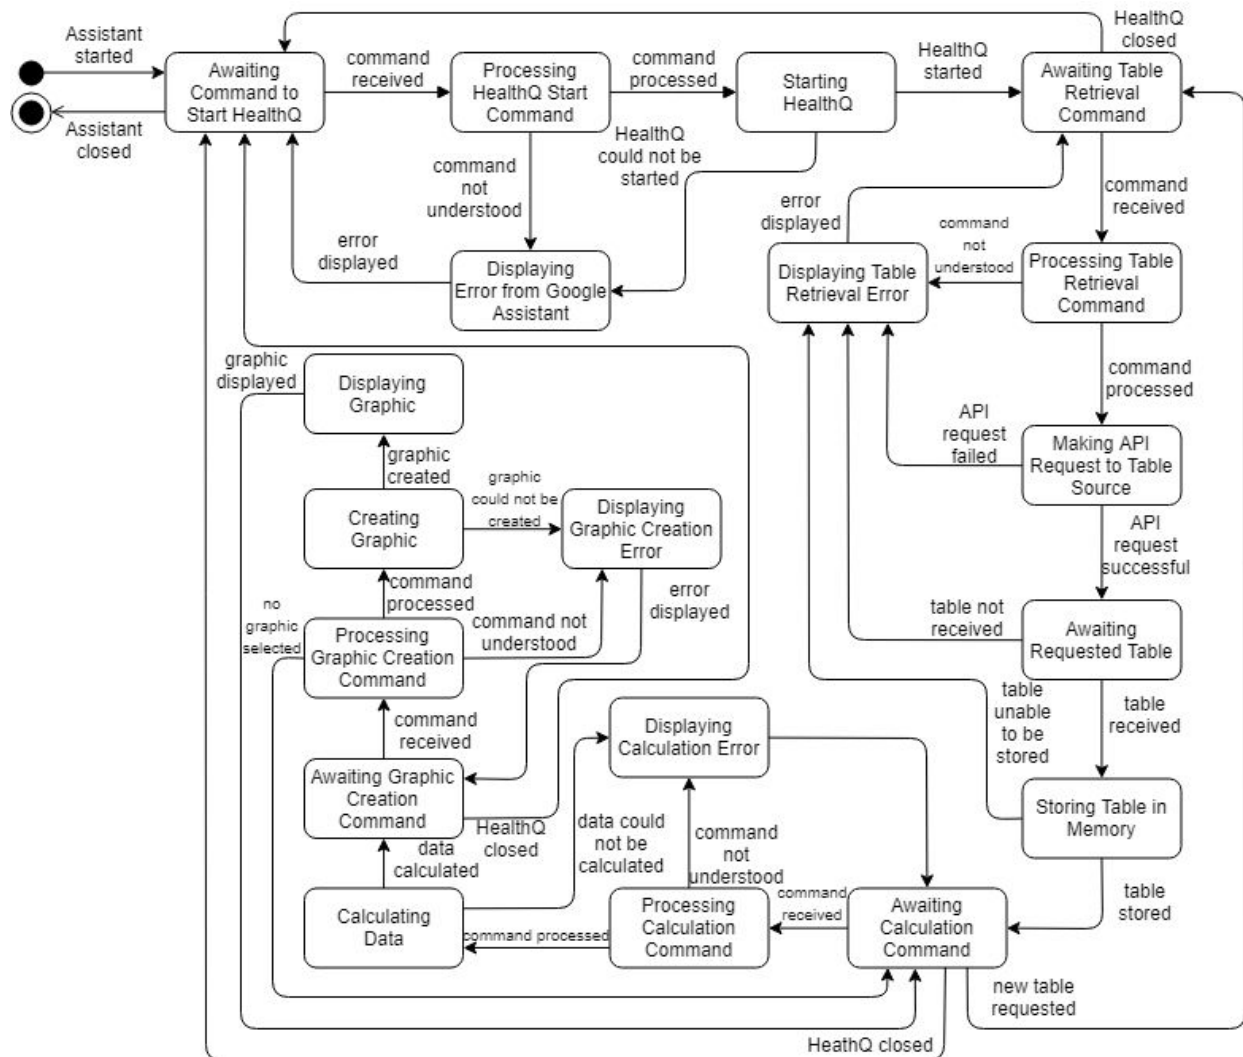 Assistant
started
Awaiting
Command to
Start HealthQ
command
received
Processing
HealthQ Start
Command
command
processed
Starting
HealthQ
HealthQ
started
HealthQ
closed
Awaiting Table
Retrieval
Command
Assistant
closed
command
not
understood
HealthQ
could not be
started
error
displayed
Displaying
Error from Google
Assistant
error
displayed
command
received
command
not
understood
Displaying Table
Retrieval Error
Processing Table
Retrieval
Command
command
processed
API
request
failed
Making API
Request to Table
Source
API
request
successful
table not
received
Awaiting
Requested Table
table
unable
to be
stored
table
received
Storing Table in
Memory
table
stored
graphic
displayed
Displaying
Graphic
graphic
created
Creating
Graphic
graphic
could not be
created
Displaying
Graphic Creation
Error
command
processed
error
displayed
no
graphic
selected
Processing
Graphic Creation
Command
command not
understood
command
received
Awaiting Graphic
Creation
Command
HealthQ
closed
data
calculated
Calculating
Data
Displaying
Calculation Error
data could
not be
calculated
command
not
understood
command processed
Processing
Calculation
Command
command
received
Awaiting
Calculation
Command
new table
requested
HeathQ closed